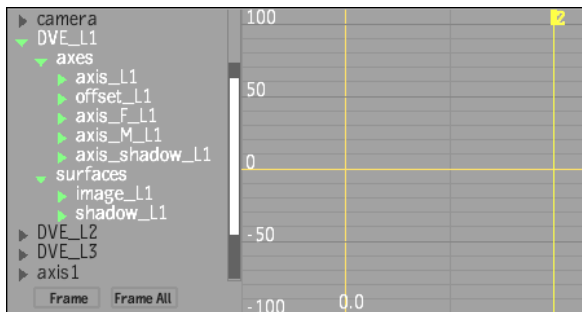 camera
DVE_L1
axes
axis_L1
offset_L1
axis_F_L1
axis_M_L1
axis_shadow_L1
surfaces
image_L1
shadow_L1
DVE_L2
DVE_L3
axis1
Frame Frame All
100 2
50
0
-50
-100 0.0